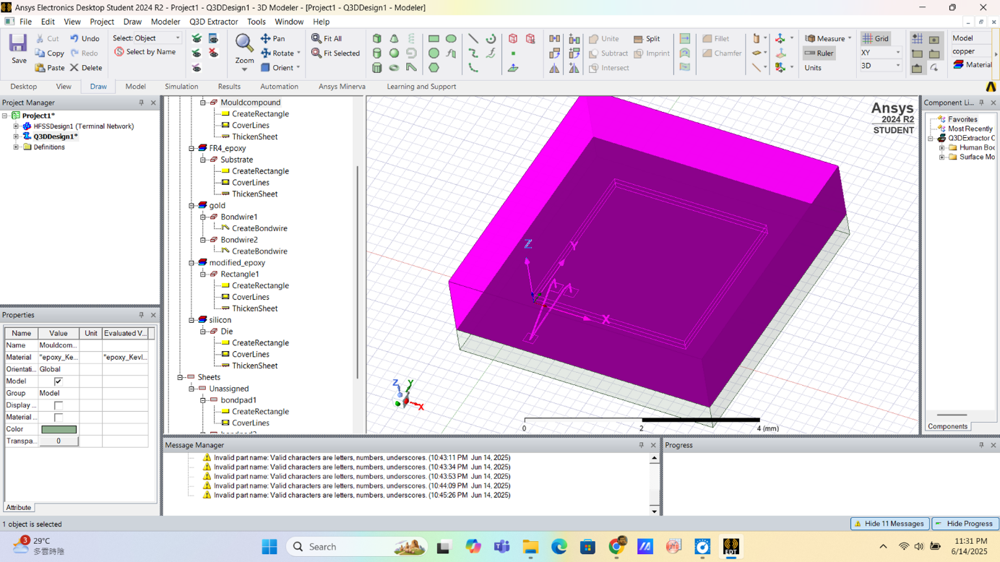 Ansys Electronics Desktop Student 2024 R2 - Project1 - Q3DDesign1 - 3D Modeler - [Project1 - Q3DDesign1 - Modeler]
File Edit View Project Draw Modeler Q3D Extractor Tools Window Help
Save
Cut
Copy
Paste
Undo
Redo
Delete
Select: Object
Select by Name
Zoom
Pan
Rotate
Orient
Fit All
Fit Selected
Unite
Subtract
Intersect
Split
Imprint
Fillet
Chamfer
Measure
Ruler
Units
Grid
XY
3D
Model
copper
Material
Desktop View Draw Model Simulation Results Automation Ansys Minerva Learning and Support
Project Manager
Project1*
HFSSDesign1 (Terminal Network)
Q3DDesign1*
Definitions
Properties
Name Value Unit Evaluated V...
Name Mouldcom...
Material "epoxy_Ke... "epoxy_Kevl...
Orientati... Global
Model
Group Model
Display ...
Material ...
Color
Transpa... 0
Attribute
Mouldcompound
CreateRectangle
CoverLines
ThickenSheet
FR4_epoxy
Substrate
CreateRectangle
CoverLines
ThickenSheet
gold
Bondwire1
CreateBondwire
Bondwire2
CreateBondwire
modified_epoxy
Rectangle1
CreateRectangle
CoverLines
ThickenSheet
silicon
Die
CreateRectangle
CoverLines
ThickenSheet
Sheets
Unassigned
bondpad1
CreateRectangle
CoverLines
Ansys
2024 R2
STUDENT
Z
Y
X
Z
Y
X
0 2 4 (mm)
Component Li...
Favorites
Most Recently
Q3DExtractor C
Human Boo
Surface Mo
Components
Message Manager
Invalid part name: Valid characters are letters, numbers, underscores. (10:43:11 PM Jun 14, 2025)
Invalid part name: Valid characters are letters, numbers, underscores. (10:43:34 PM Jun 14, 2025)
Invalid part name: Valid characters are letters, numbers, underscores. (10:43:53 PM Jun 14, 2025)
Invalid part name: Valid characters are letters, numbers, underscores. (10:44:09 PM Jun 14, 2025)
Invalid part name: Valid characters are letters, numbers, underscores. (10:45:26 PM Jun 14, 2025)
Progress
1 object is selected
Hide 11 Messages
Hide Progress
3
29°C
多雲時陰
Search
EDT
11:31 PM
6/14/2025